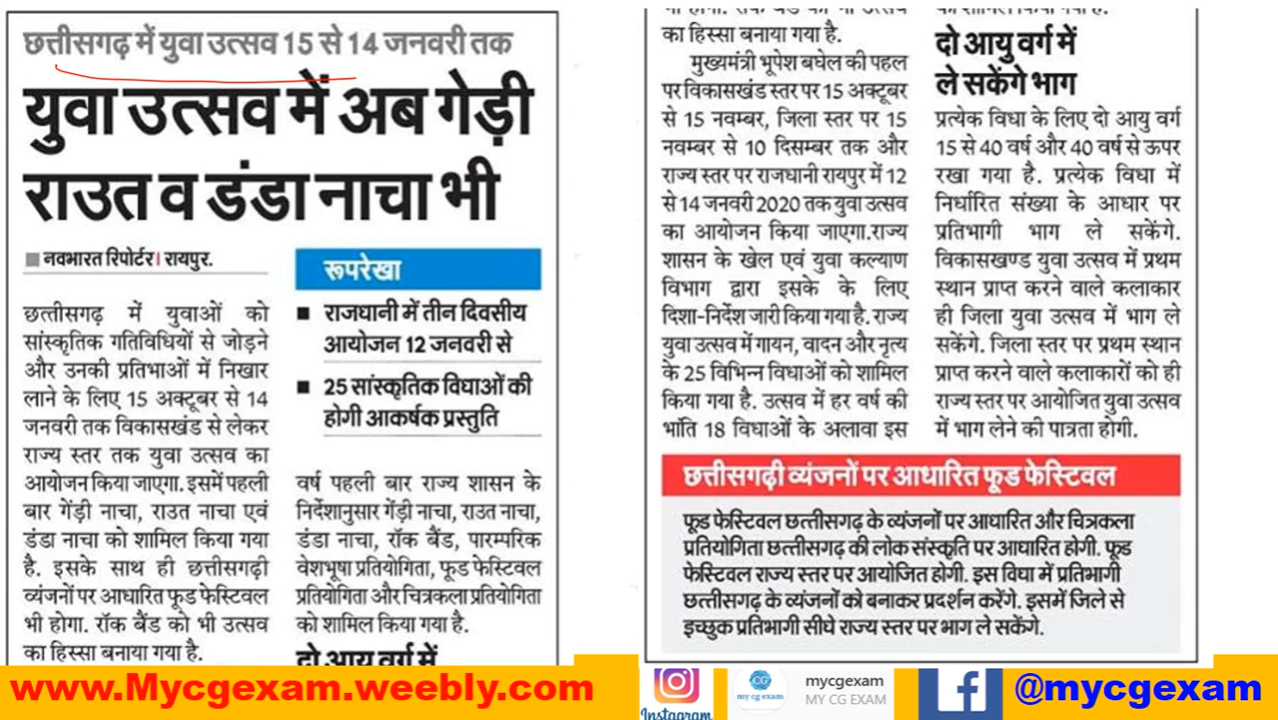 छत्तीसगढ़ में युवा उत्सव 15 से 14 जनवरी तक
युवा उत्सव में अब गेड़ी
राउत व डंडा नाचा भी
नवभारत रिपोर्टर। रायपुर.
छत्तीसगढ़ में युवाओं को
सांस्कृतिक गतिविधियों से जोड़ने
और उनकी प्रतिभाओं में निखार
लाने के लिए 15 अक्टूबर से 14
जनवरी तक विकासखंड से लेकर
राज्य स्तर तक युवा उत्सव का
आयोजन किया जाएगा. इसमें पहली
बार गेंड़ी नाचा, राउत नाचा एवं
डंडा नाचा को शामिल किया गया
है. इसके साथ ही छत्तीसगढ़ी
व्यंजनों पर आधारित फूड फेस्टिवल
भी होगा. रॉक बैंड को भी उत्सव
का हिस्सा बनाया गया है.
रूपरेखा
राजधानी में तीन दिवसीय
आयोजन 12 जनवरी से
25 सांस्कृतिक विधाओं की
होगी आकर्षक प्रस्तुति
वर्ष पहली बार राज्य शासन के
निर्देशानुसार गेंड़ी नाचा, राउत नाचा,
डंडा नाचा, रॉक बैंड, पारम्परिक
वेशभूषा प्रतियोगिता, फूड फेस्टिवल
प्रतियोगिता और चित्रकला प्रतियोगिता
को शामिल किया गया है.
दो आयु वर्ग में
का हिस्सा बनाया गया है.
मुख्यमंत्री भूपेश बघेल की पहल
पर विकासखंड स्तर पर 15 अक्टूबर
से 15 नवम्बर, जिला स्तर पर 15
नवम्बर से 10 दिसम्बर तक और
राज्य स्तर पर राजधानी रायपुर में 12
से 14 जनवरी 2020 तक युवा उत्सव
का आयोजन किया जाएगा.राज्य
शासन के खेल एवं युवा कल्याण
विभाग द्वारा इसके के लिए
दिशा-निर्देश जारी किया गया है. राज्य
युवा उत्सव में गायन, वादन और नृत्य
के 25 विभिन्न विधाओं को शामिल
किया गया है. उत्सव में हर वर्ष की
भांति 18 विधाओं के अलावा इस
दो आयु वर्ग में
ले सकेंगे भाग
प्रत्येक विधा के लिए दो आयु वर्ग
15 से 40 वर्ष और 40 वर्ष से ऊपर
रखा गया है. प्रत्येक विधा में
निर्धारित संख्या के आधार पर
प्रतिभागी भाग ले सकेंगे.
विकासखण्ड युवा उत्सव में प्रथम
स्थान प्राप्त करने वाले कलाकार
ही जिला युवा उत्सव में भाग ले
सकेंगे. जिला स्तर पर प्रथम स्थान
प्राप्त करने वाले कलाकारों को ही
राज्य स्तर पर आयोजित युवा उत्सव
में भाग लेने की पात्रता होगी.
छत्तीसगढ़ी व्यंजनों पर आधारित फूड फेस्टिवल
फूड फेस्टिवल छत्तीसगढ़ के व्यंजनों पर आधारित और चित्रकला
प्रतियोगिता छत्तीसगढ़ की लोक संस्कृति पर आधारित होगी. फूड
फेस्टिवल राज्य स्तर पर आयोजित होगी. इस विघा में प्रतिभागी
छत्तीसगढ़ के व्यंजनों को बनाकर प्रदर्शन करेंगे. इसमें जिले से
इच्छुक प्रतिभागी सीघे राज्य स्तर पर भाग ले सकेंगे.
www.Mycgexam.weebly.com
Instagram
CG
my cg exam
mycgexam
MY CG EXAM
@mycgexam